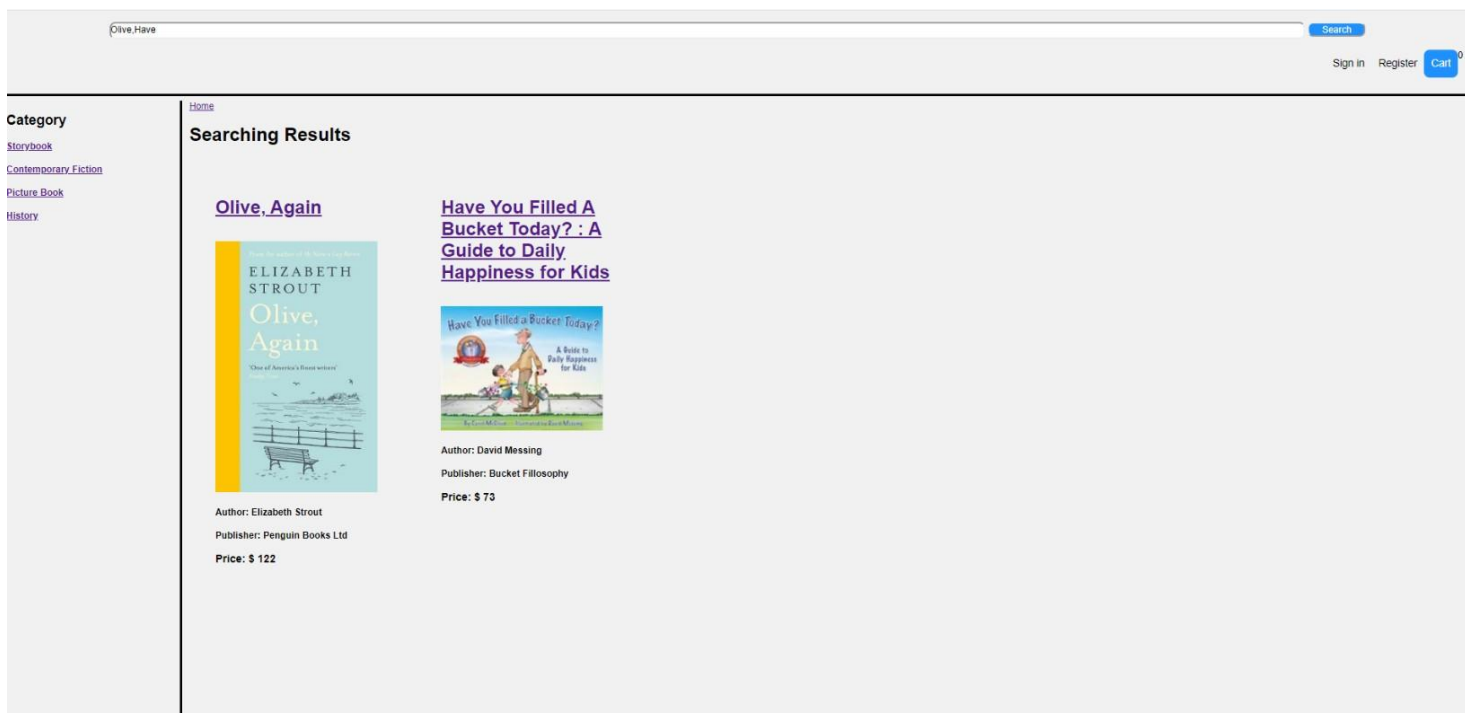 Olive,Have
Search
Sign in Register Cart 0
Category
Storybook
Contemporary Fiction
Picture Book
History
Home
Searching Results
Olive, Again
ELIZABETH
STROUT
Olive,
Again
'One of America's finest writers'
Author: Elizabeth Strout
Publisher: Penguin Books Ltd
Price: $ 122
Have You Filled A
Bucket Today? : A
Guide to Daily
Happiness for Kids
Have You Filled a Bucket Today?
A Guide to
Daily Happiness
for Kids
Author: David Messing
Publisher: Bucket Fillosophy
Price: $ 73